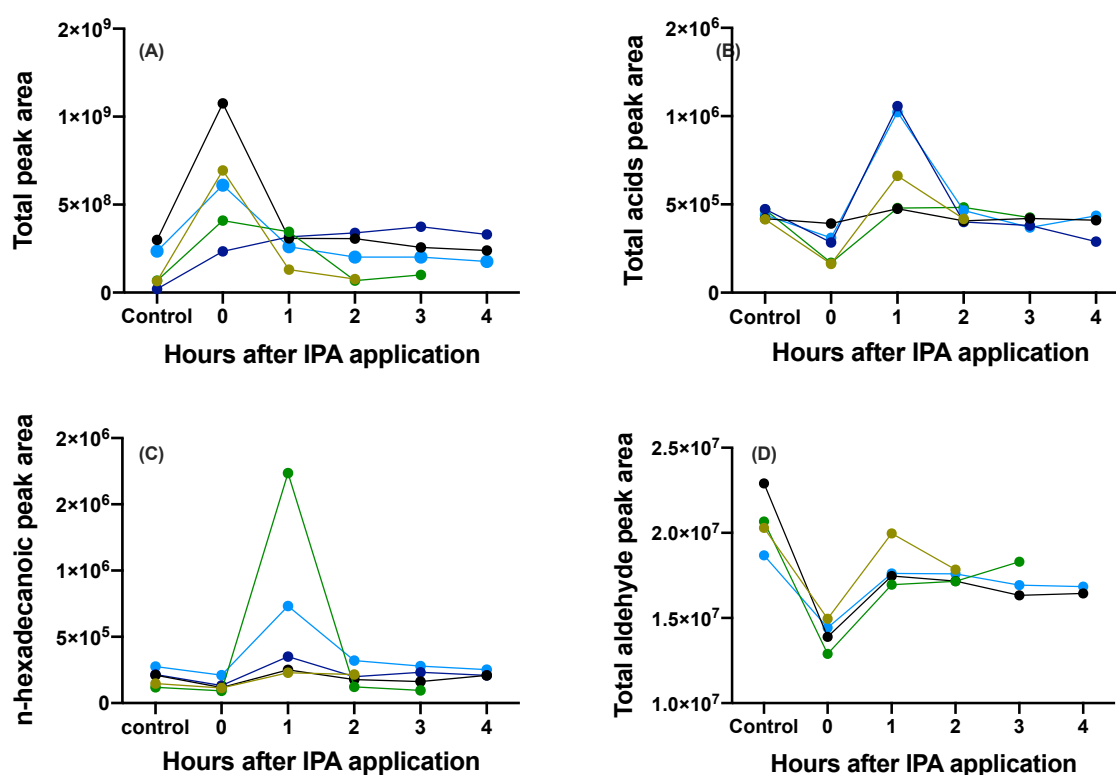 (A)
Total peak area
2×10⁹
1×10⁹
5×10⁸
0
Control 0 1 2 3 4
Hours after IPA application
(B)
Total acids peak area
2×10⁶
1×10⁶
5×10⁵
0
Control 0 1 2 3 4
Hours after IPA application
(C)
n-hexadecanoic peak area
2×10⁶
2×10⁶
1×10⁶
5×10⁵
0
control 0 1 2 3 4
Hours after IPA application
(D)
Total aldehyde peak area
2.5×10⁷
2.0×10⁷
1.5×10⁷
1.0×10⁷
Control 0 1 2 3 4
Hours after IPA application